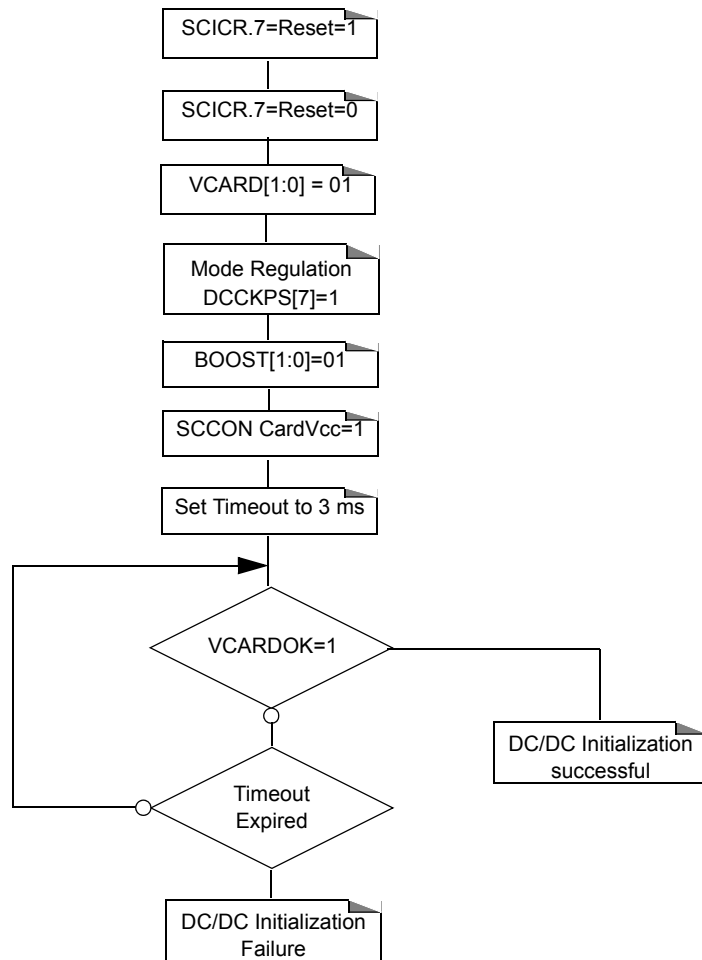 SCICR.7=Reset=1
SCICR.7=Reset=0
VCARD[1:0] = 01
Mode Regulation
DCCKPS[7]=1
BOOST[1:0]=01
SCCON CardVcc=1
Set Timeout to 3 ms
VCARDOK=1
DC/DC Initialization
successful
Timeout
Expired
DC/DC Initialization
Failure